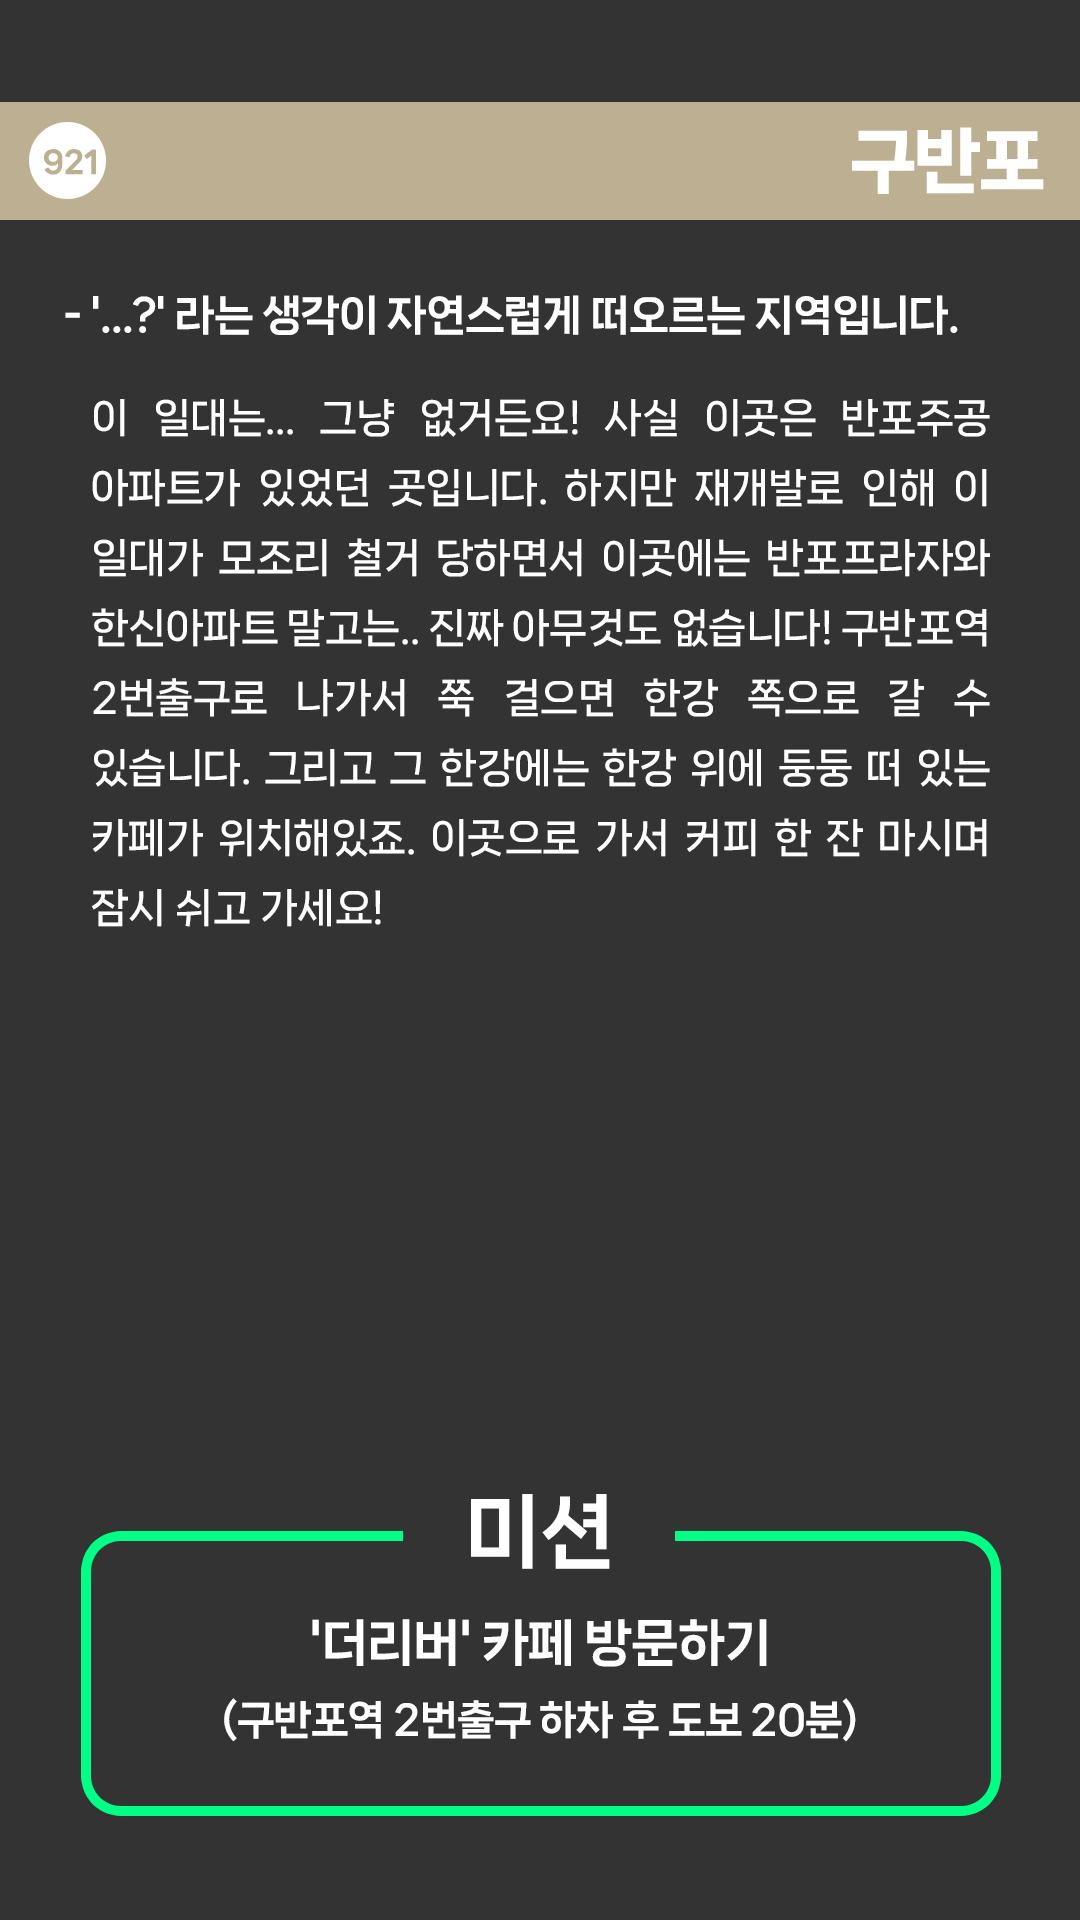 921
구반포
- '...?' 라는 생각이 자연스럽게 떠오르는 지역입니다.
이 일대는... 그냥 없거든요! 사실 이곳은 반포주공
아파트가 있었던 곳입니다. 하지만 재개발로 인해 이
일대가 모조리 철거 당하면서 이곳에는 반포프라자와
한신아파트 말고는.. 진짜 아무것도 없습니다! 구반포역
2번출구로 나가서 쭉 걸으면 한강 쪽으로 갈 수
있습니다. 그리고 그 한강에는 한강 위에 둥둥 떠 있는
카페가 위치해있죠. 이곳으로 가서 커피 한 잔 마시며
잠시 쉬고 가세요!
미션
'더리버' 카페 방문하기
(구반포역 2번출구 하차 후 도보 20분)